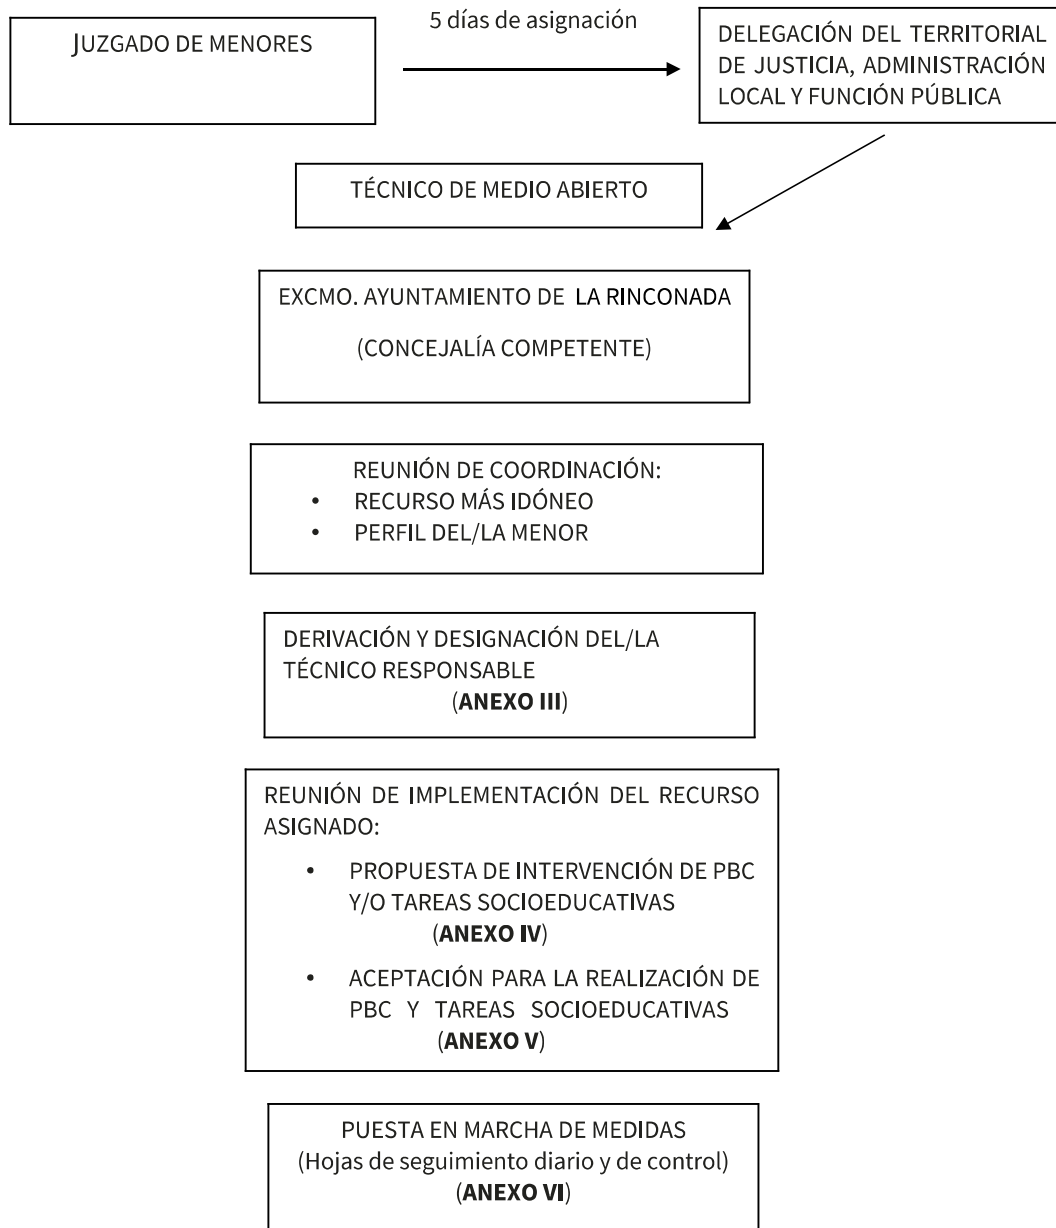 JUZGADO DE MENORES
5 días de asignación
DELEGACIÓN DEL TERRITORIAL
DE JUSTICIA, ADMINISTRACIÓN
LOCAL Y FUNCIÓN PÚBLICA
TÉCNICO DE MEDIO ABIERTO
EXCMO. AYUNTAMIENTO DE LA RINCONADA
(CONCEJALÍA COMPETENTE)
REUNIÓN DE COORDINACIÓN:
• RECURSO MÁS IDÓNEO
• PERFIL DEL/LA MENOR
DERIVACIÓN Y DESIGNACIÓN DEL/LA
TÉCNICO RESPONSABLE
(ANEXO III)
REUNIÓN DE IMPLEMENTACIÓN DEL RECURSO
ASIGNADO:
• PROPUESTA DE INTERVENCIÓN DE PBC
Y/O TAREAS SOCIOEDUCATIVAS
(ANEXO IV)
• ACEPTACIÓN PARA LA REALIZACIÓN DE
PBC Y TAREAS SOCIOEDUCATIVAS
(ANEXO V)
PUESTA EN MARCHA DE MEDIDAS
(Hojas de seguimiento diario y de control)
(ANEXO VI)